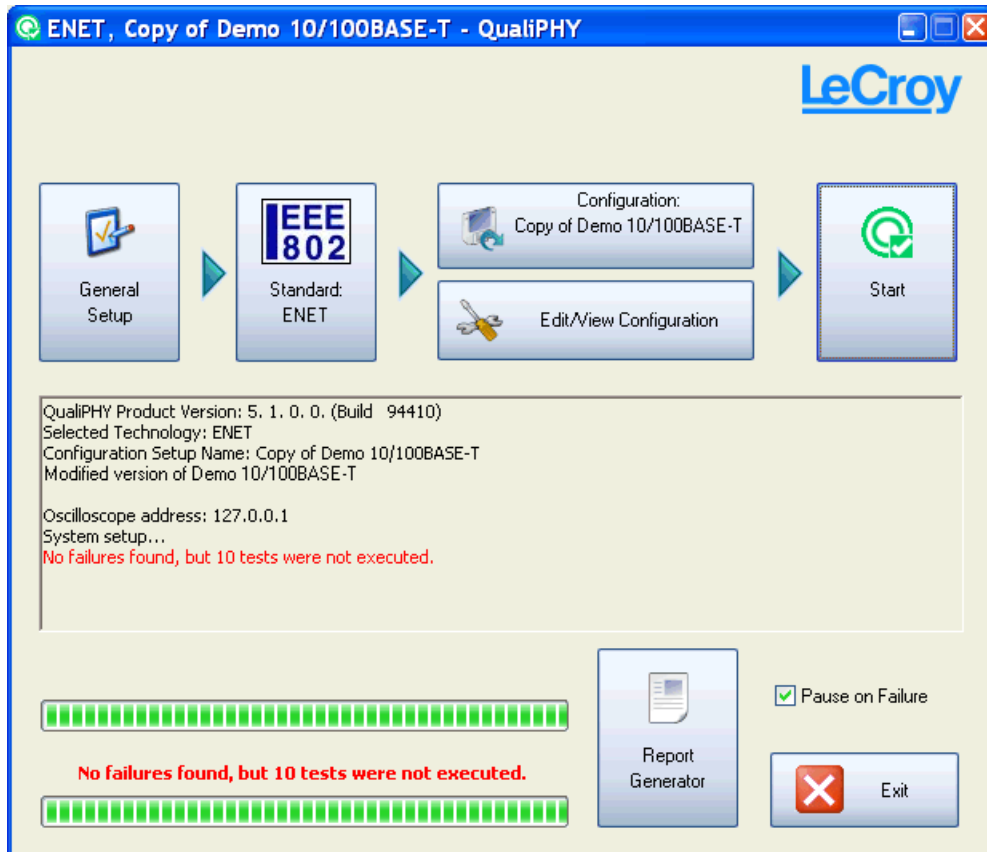 ENET, Copy of Demo 10/100BASE-T - QualiPHY
LeCroy
General
Setup
IEEE
802
Standard:
ENET
Configuration:
Copy of Demo 10/100BASE-T
Edit/View Configuration
Start
QualiPHY Product Version: 5. 1. 0. 0. (Build 94410)
Selected Technology: ENET
Configuration Setup Name: Copy of Demo 10/100BASE-T
Modified version of Demo 10/100BASE-T
Oscilloscope address: 127.0.0.1
System setup...
No failures found, but 10 tests were not executed.
No failures found, but 10 tests were not executed.
Report
Generator
Pause on Failure
Exit